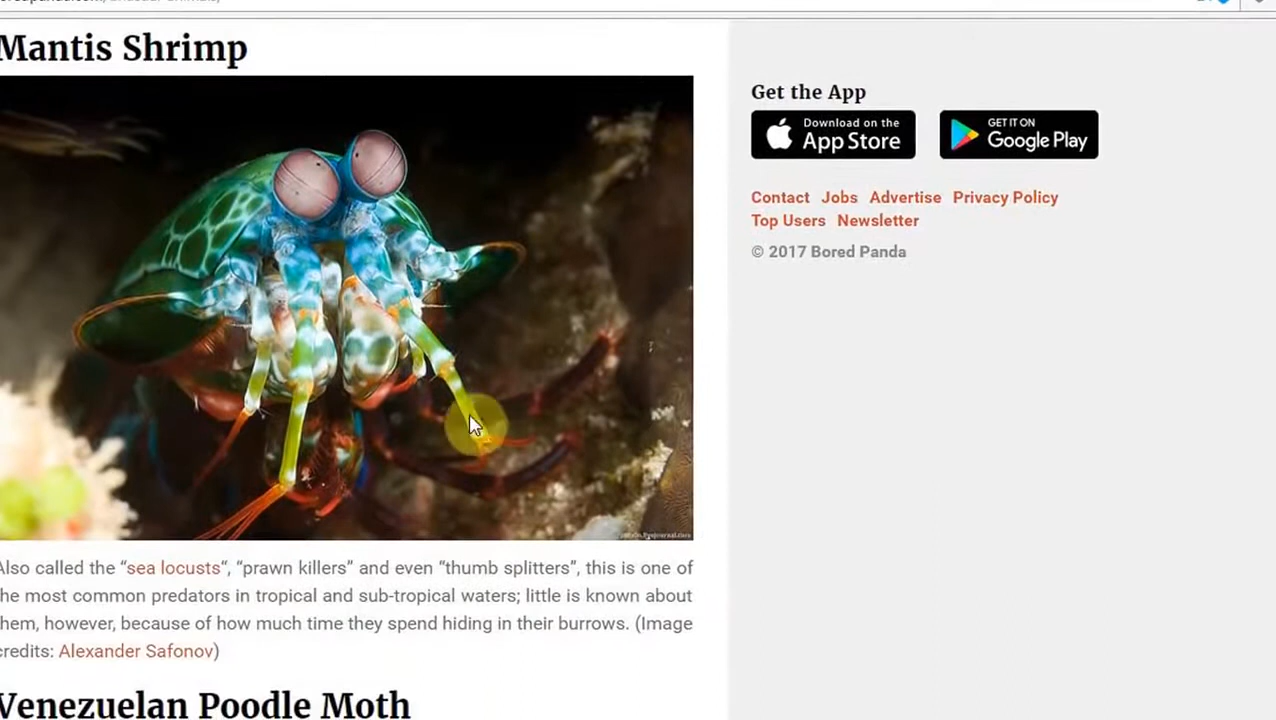 Mantis Shrimp
Get the App
Download on the
App Store
GET IT ON
Google Play
Contact Jobs Advertise Privacy Policy
Top Users Newsletter
© 2017 Bored Panda
Also called the “sea locusts“, “prawn killers” and even “thumb splitters”, this is one of
the most common predators in tropical and sub-tropical waters; little is known about
them, however, because of how much time they spend hiding in their burrows. (Image
credits: Alexander Safonov)
Venezuelan Poodle Moth